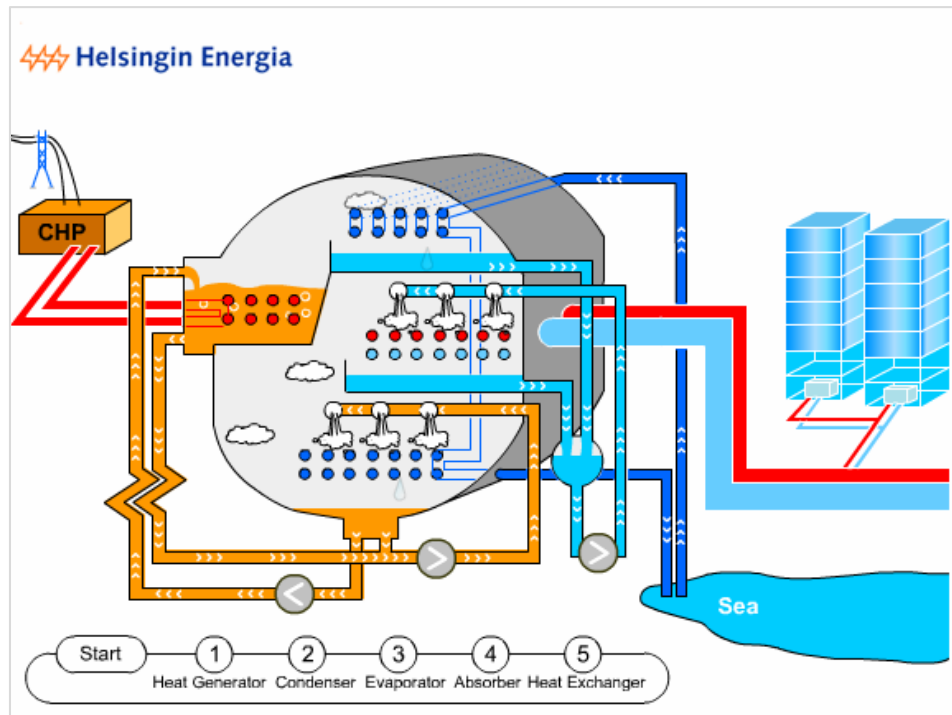 Helsingin Energia
CHP
Sea
Start 1 2 3 4 5
Heat Generator Condenser Evaporator Absorber Heat Exchanger